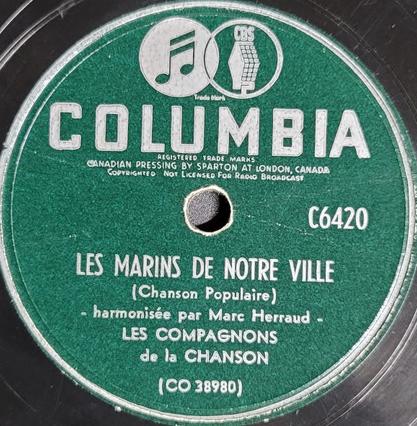 CBS
Trade Mark
COLUMBIA
REGISTERED TRADE MARKS
CANADIAN PRESSING BY SPARTON AT LONDON, CANADA
COPYRIGHTED NOT LICENSED FOR RADIO BROADCAST
C6420
LES MARINS DE NOTRE VILLE
(Chanson Populaire)
- harmonisée par Marc Herraud -
LES COMPAGNONS
de la CHANSON
(CO 38980)